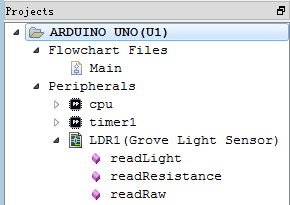 Projects
ARDUINO UNO(U1)
Flowchart Files
Main
Peripherals
cpu
timer1
LDR1(Grove Light Sensor)
readLight
readResistance
readRaw